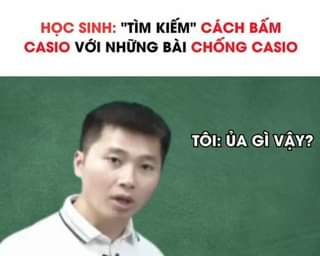 HỌC SINH: "TÌM KIẾM" CÁCH BẤM
CASIO VỚI NHỮNG BÀI CHỐNG CASIO
TÔI: ỦA GÌ VẬY?